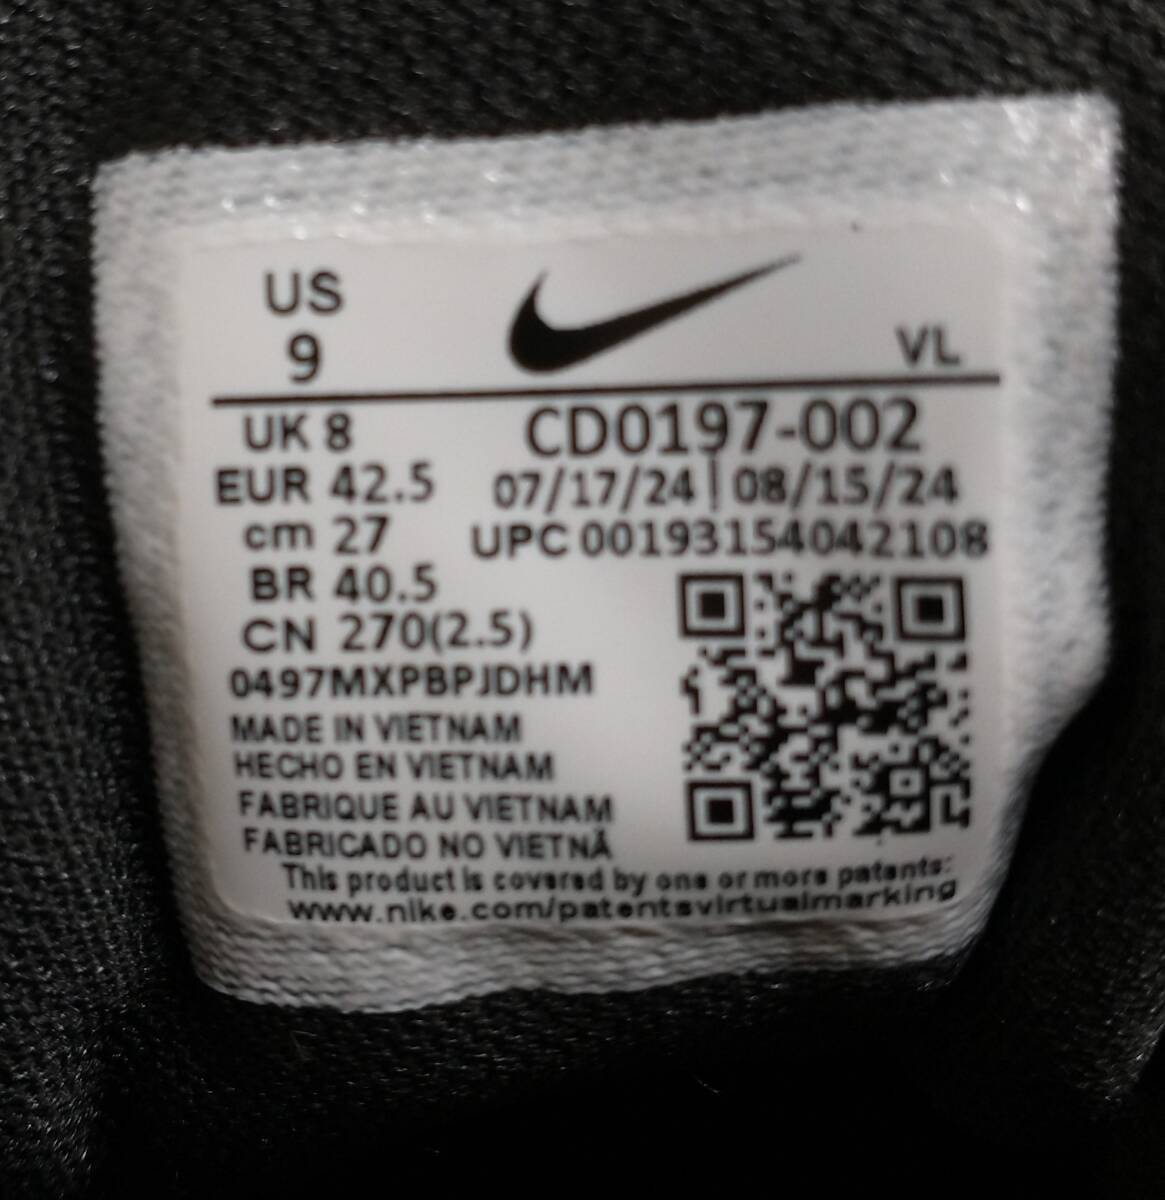 US
9
VL
UK 8
CD0197-002
EUR 42.5
07/17/24 | 08/15/24
cm 27
UPC 00193154042108
BR 40.5
CN 270(2.5)
0497MXPBPJDHM
MADE IN VIETNAM
HECHO EN VIETNAM
FABRIQUE AU VIETNAM
FABRICADO NO VIETNÃ
This product is covered by one or more patents:
www.nike.com/patentsvirtualmarking